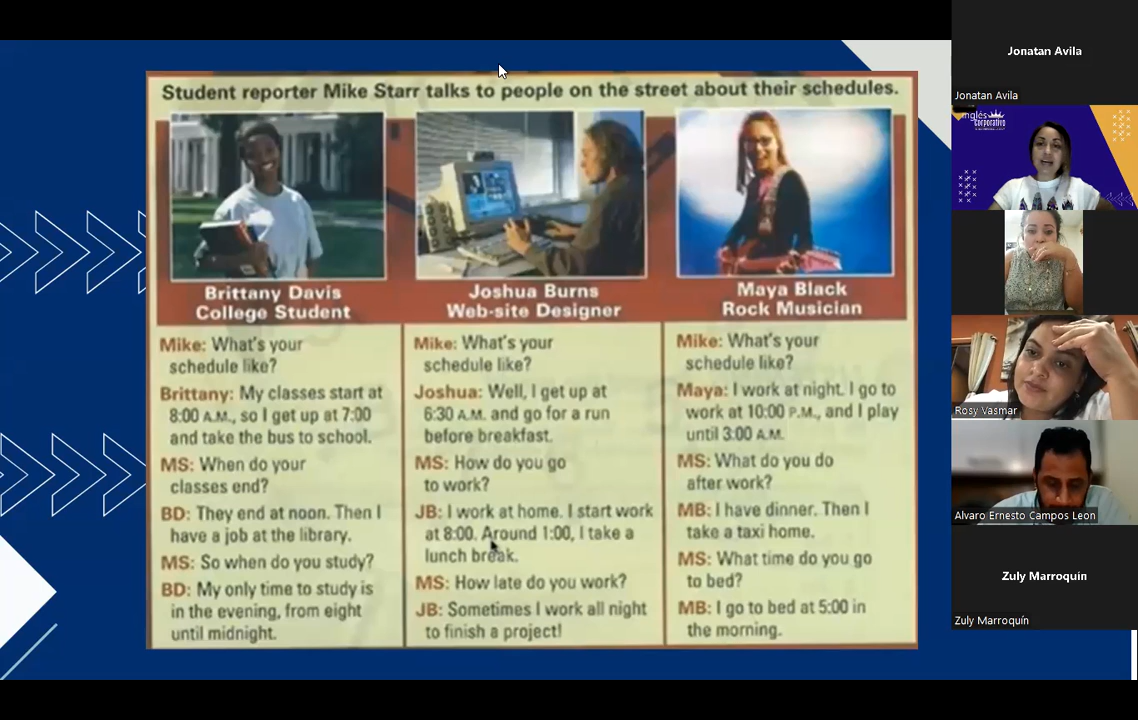 Student reporter Mike Starr talks to people on the street about their schedules.
Brittany Davis
College Student
Mike: What's your
schedule like?
Brittany: My classes start at
8:00 A.M., so I get up at 7:00
and take the bus to school.
MS: When do your
classes end?
BD: They end at noon. Then I
have a job at the library.
MS: So when do you study?
BD: My only time to study is
in the evening, from eight
until midnight.
Joshua Burns
Web-site Designer
Mike: What's your
schedule like?
Joshua: Well, I get up at
6:30 A.M. and go for a run
before breakfast.
MS: How do you go
to work?
JB: I work at home. I start work
at 8:00. Around 1:00, I take a
lunch break.
MS: How late do you work?
JB: Sometimes I work all night
to finish a project!
Maya Black
Rock Musician
Mike: What's your
schedule like?
Maya: I work at night. I go to
work at 10:00 P.M., and I play
until 3:00 A.M.
MS: What do you do
after work?
MB: I have dinner. Then I
take a taxi home.
MS: What time do you go
to bed?
MB: I go to bed at 5:00 in
the morning.
Jonatan Avila
Jonatan Avila
Inglés
corporativo
Rosy Vasmar
Alvaro Ernesto Campos Leon
Zuly Marroquín
Zuly Marroquín